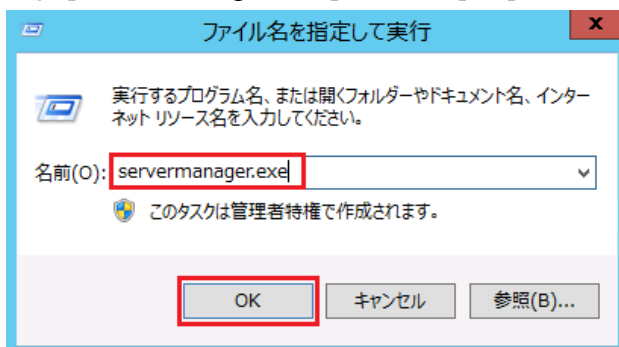 ファイル名を指定して実行
x
実行するプログラム名、または開くフォルダーやドキュメント名、インター
ネット リソース名を入力してください。
名前(O): servermanager.exe
このタスクは管理者特権で作成されます。
OK キャンセル 参照(B)...